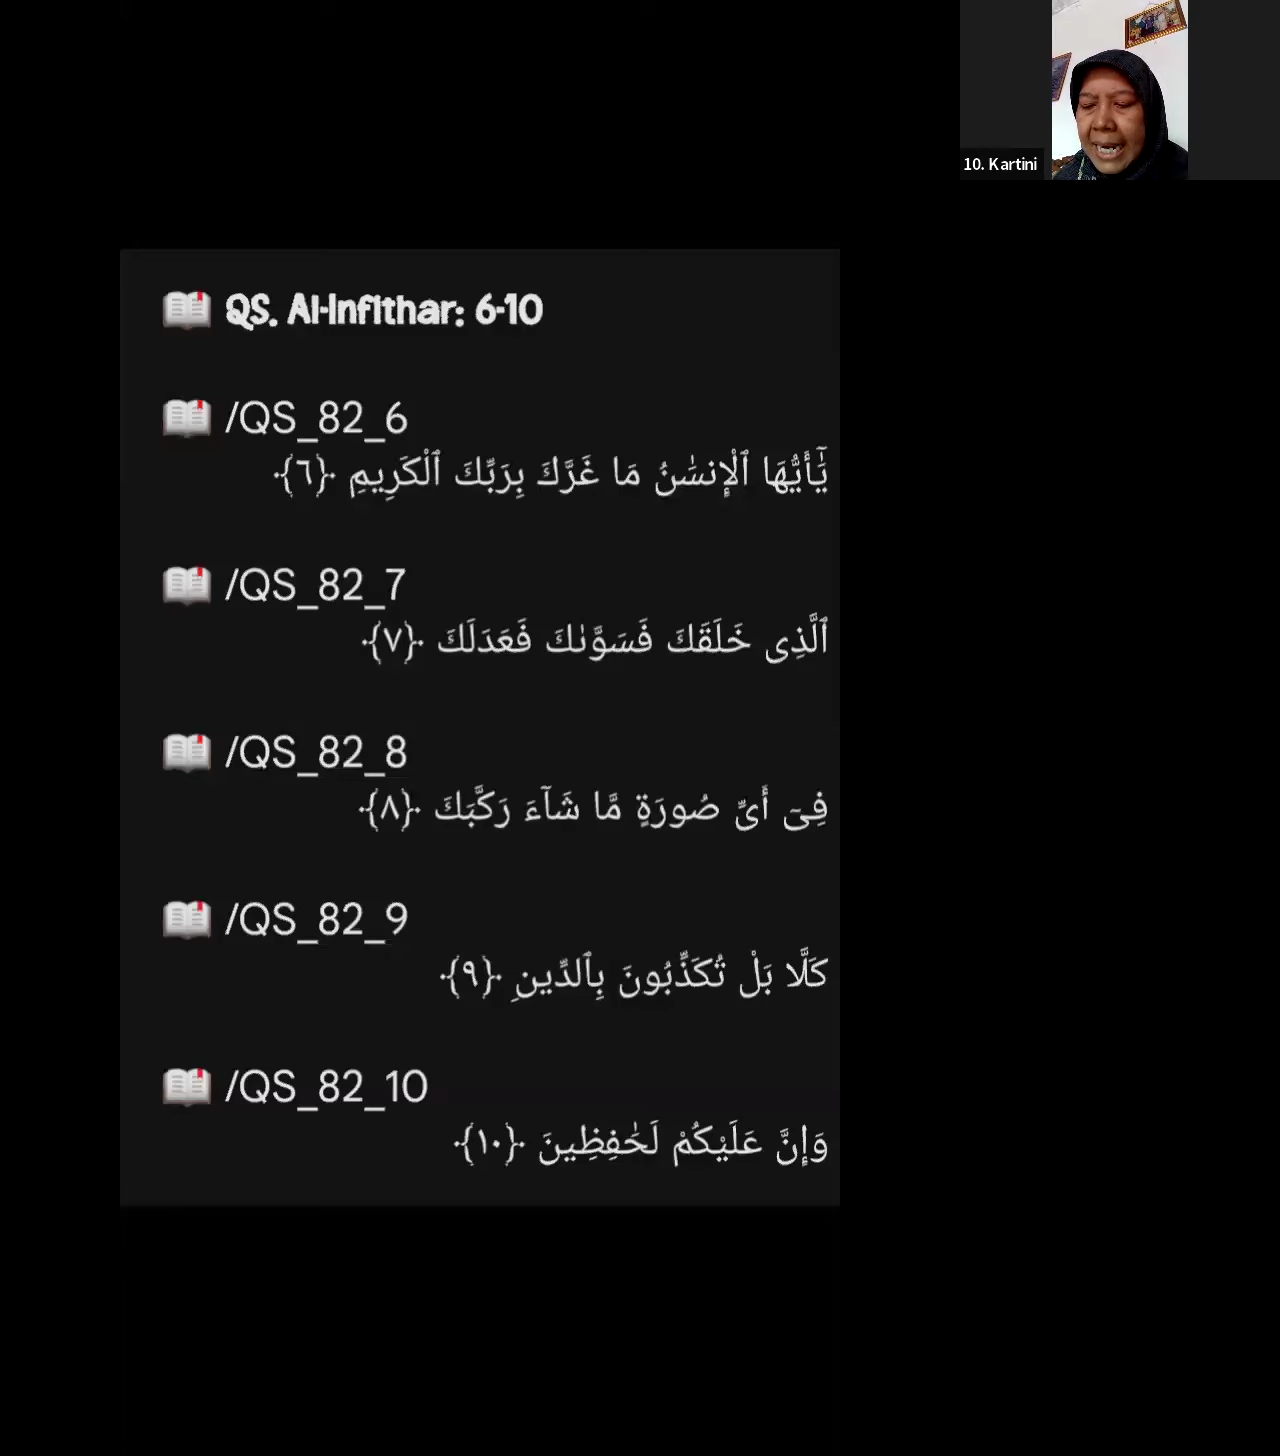 10. Kartini
📖 QS. Al-Infithar: 6-10
📖 /QS_82_6
يَٰٓأَيُّهَا ٱلْإِنسَٰنُ مَا غَرَّكَ بِرَبِّكَ ٱلْكَرِيمِ ·{٦}·
📖 /QS_82_7
ٱلَّذِى خَلَقَكَ فَسَوَّىٰكَ فَعَدَلَكَ ·{٧}·
📖 /QS_82_8
فِىٓ أَىِّ صُورَةٍ مَّا شَآءَ رَكَّبَكَ ·{٨}·
📖 /QS_82_9
كَلَّا بَلْ تُكَذِّبُونَ بِٱلدِّينِ ·{٩}·
📖 /QS_82_10
وَإِنَّ عَلَيْكُمْ لَحَٰفِظِينَ ·{١٠}·